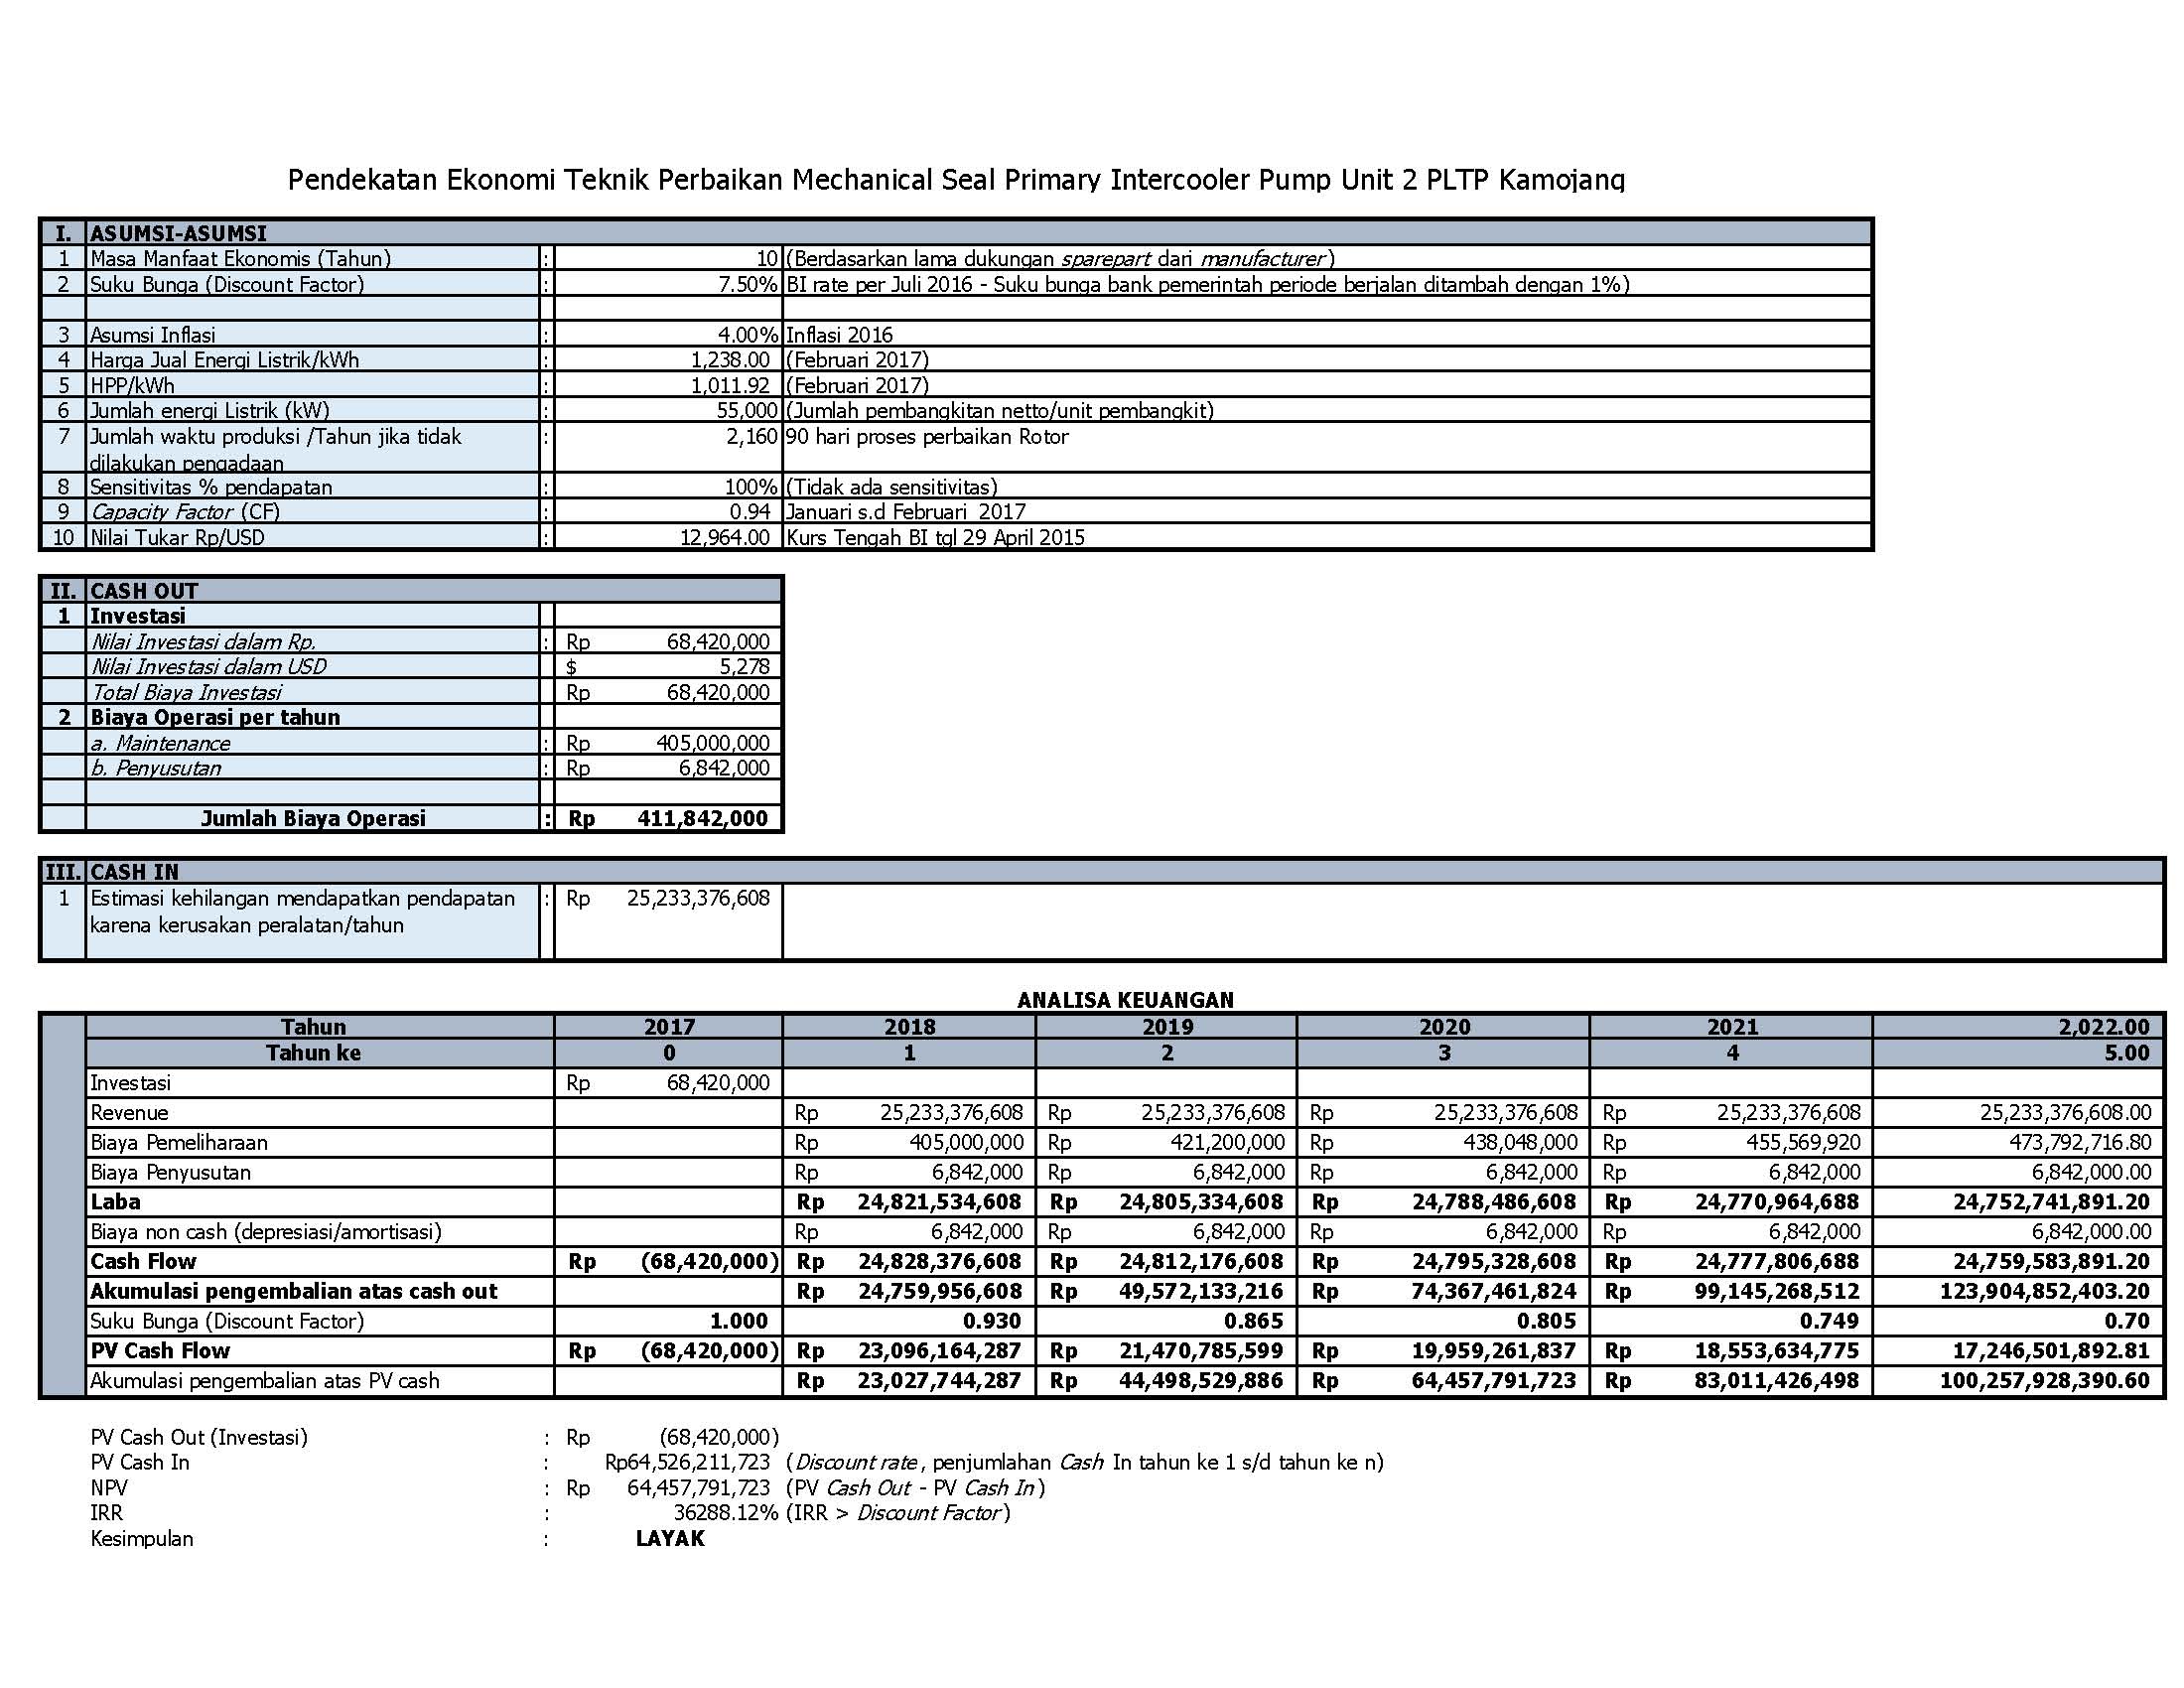 Pendekatan Ekonomi Teknik Perbaikan Mechanical Seal Primary Intercooler Pump Unit 2 PLTP Kamojang
I. ASUMSI-ASUMSI
1 Masa Manfaat Ekonomis (Tahun) : 10 (Berdasarkan lama dukungan sparepart dari manufacturer)
2 Suku Bunga (Discount Factor) : 7.50% BI rate per Juli 2016 - Suku bunga bank pemerintah periode berjalan ditambah dengan 1%)
3 Asumsi Inflasi : 4.00% Inflasi 2016
4 Harga Jual Energi Listrik/kWh : 1,238.00 (Februari 2017)
5 HPP/kWh : 1,011.92 (Februari 2017)
6 Jumlah energi Listrik (kW) : 55,000 (Jumlah pembangkitan netto/unit pembangkit)
7 Jumlah waktu produksi /Tahun jika tidak : 2,160 90 hari proses perbaikan Rotor
dilakukan pengadaan
8 Sensitivitas % pendapatan : 100% (Tidak ada sensitivitas)
9 Capacity Factor (CF) : 0.94 Januari s.d Februari 2017
10 Nilai Tukar Rp/USD : 12,964.00 Kurs Tengah BI tgl 29 April 2015
II. CASH OUT
1 Investasi
Nilai Investasi dalam Rp. : Rp 68,420,000
Nilai Investasi dalam USD $ 5,278
Total Biaya Investasi Rp 68,420,000
2 Biaya Operasi per tahun
a. Maintenance : Rp 405,000,000
b. Penyusutan : Rp 6,842,000
Jumlah Biaya Operasi : Rp 411,842,000
III. CASH IN
1 Estimasi kehilangan mendapatkan pendapatan : Rp 25,233,376,608
karena kerusakan peralatan/tahun
ANALISA KEUANGAN
Tahun 2017 2018 2019 2020 2021 2,022.00
Tahun ke 0 1 2 3 4 5.00
Investasi Rp 68,420,000
Revenue Rp 25,233,376,608 Rp 25,233,376,608 Rp 25,233,376,608 Rp 25,233,376,608 25,233,376,608.00
Biaya Pemeliharaan Rp 405,000,000 Rp 421,200,000 Rp 438,048,000 Rp 455,569,920 473,792,716.80
Biaya Penyusutan Rp 6,842,000 Rp 6,842,000 Rp 6,842,000 Rp 6,842,000 6,842,000.00
Laba Rp 24,821,534,608 Rp 24,805,334,608 Rp 24,788,486,608 Rp 24,770,964,688 24,752,741,891.20
Biaya non cash (depresiasi/amortisasi) Rp 6,842,000 Rp 6,842,000 Rp 6,842,000 Rp 6,842,000 6,842,000.00
Cash Flow Rp (68,420,000) Rp 24,828,376,608 Rp 24,812,176,608 Rp 24,795,328,608 Rp 24,777,806,688 24,759,583,891.20
Akumulasi pengembalian atas cash out Rp 24,759,956,608 Rp 49,572,133,216 Rp 74,367,461,824 Rp 99,145,268,512 123,904,852,403.20
Suku Bunga (Discount Factor) 1.000 0.930 0.865 0.805 0.749 0.70
PV Cash Flow Rp (68,420,000) Rp 23,096,164,287 Rp 21,470,785,599 Rp 19,959,261,837 Rp 18,553,634,775 17,246,501,892.81
Akumulasi pengembalian atas PV cash Rp 23,027,744,287 Rp 44,498,529,886 Rp 64,457,791,723 Rp 83,011,426,498 100,257,928,390.60
PV Cash Out (Investasi) : Rp (68,420,000)
PV Cash In : Rp64,526,211,723 (Discount rate, penjumlahan Cash In tahun ke 1 s/d tahun ke n)
NPV : Rp 64,457,791,723 (PV Cash Out - PV Cash In)
IRR : 36288.12% (IRR > Discount Factor)
Kesimpulan : LAYAK